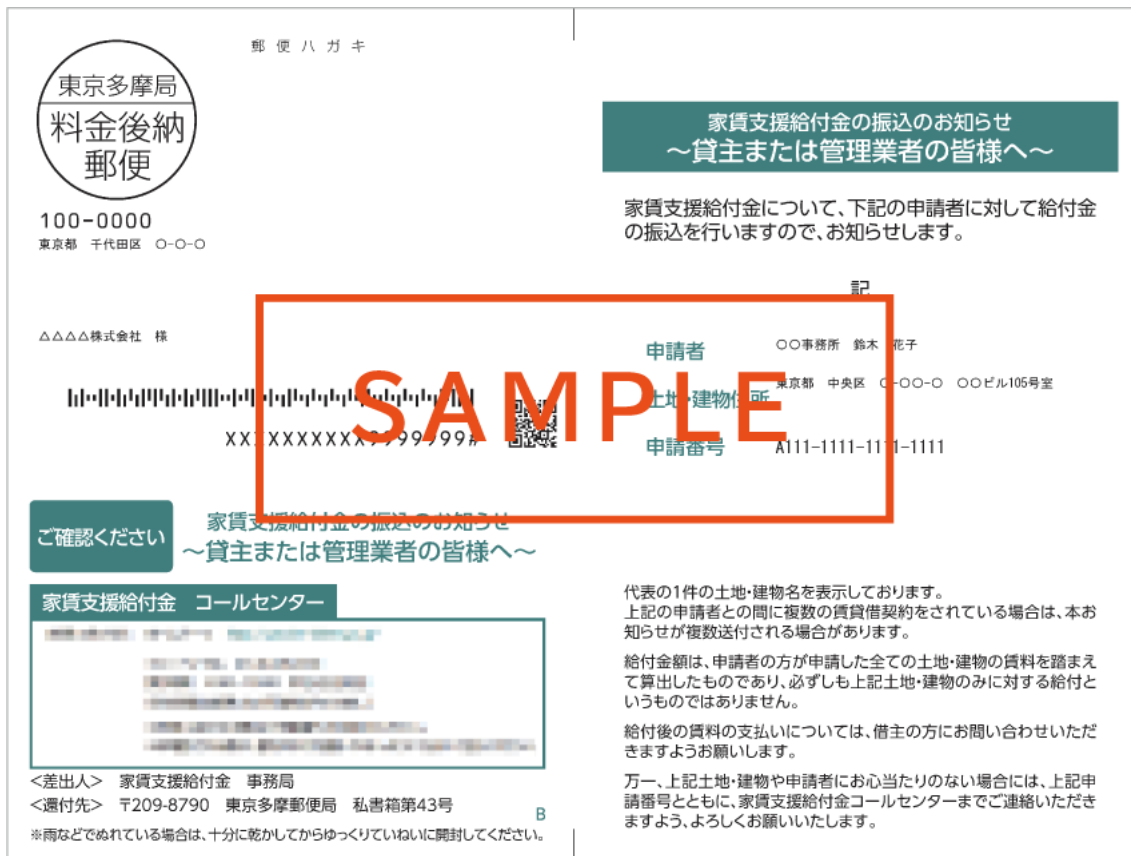 郵便ハガキ
東京多摩局
料金後納
郵便
100-0000
東京都 千代田区 ○-○-○
△△△△株式会社 様
XXXXXXXXXX9999999#
ご確認ください
家賃支援給付金の振込のお知らせ
〜貸主または管理業者の皆様へ〜
家賃支援給付金 コールセンター
<差出人> 家賃支援給付金 事務局
<還付先> 〒209-8790 東京多摩郵便局 私書箱第43号
B
※雨などでぬれている場合は、十分に乾かしてからゆっくりていねいに開封してください。
家賃支援給付金の振込のお知らせ
〜貸主または管理業者の皆様へ〜
家賃支援給付金について、下記の申請者に対して給付金
の振込を行いますので、お知らせします。
記
申請者 ○○事務所 鈴木 花子
土地・建物住所 東京都 中央区 ○-○○-○ ○○ビル105号室
申請番号 A111-1111-1111-1111
SAMPLE
代表の1件の土地・建物名を表示しております。
上記の申請者との間に複数の賃貸借契約をされている場合は、本お
知らせが複数送付される場合があります。
給付金額は、申請者の方が申請した全ての土地・建物の賃料を踏まえ
て算出したものであり、必ずしも上記土地・建物のみに対する給付と
いうものではありません。
給付後の賃料の支払いについては、借主の方にお問い合わせいただ
きますようお願いします。
万一、上記土地・建物や申請者にお心当たりのない場合には、上記申
請番号とともに、家賃支援給付金コールセンターまでご連絡いただき
ますよう、よろしくお願いいたします。